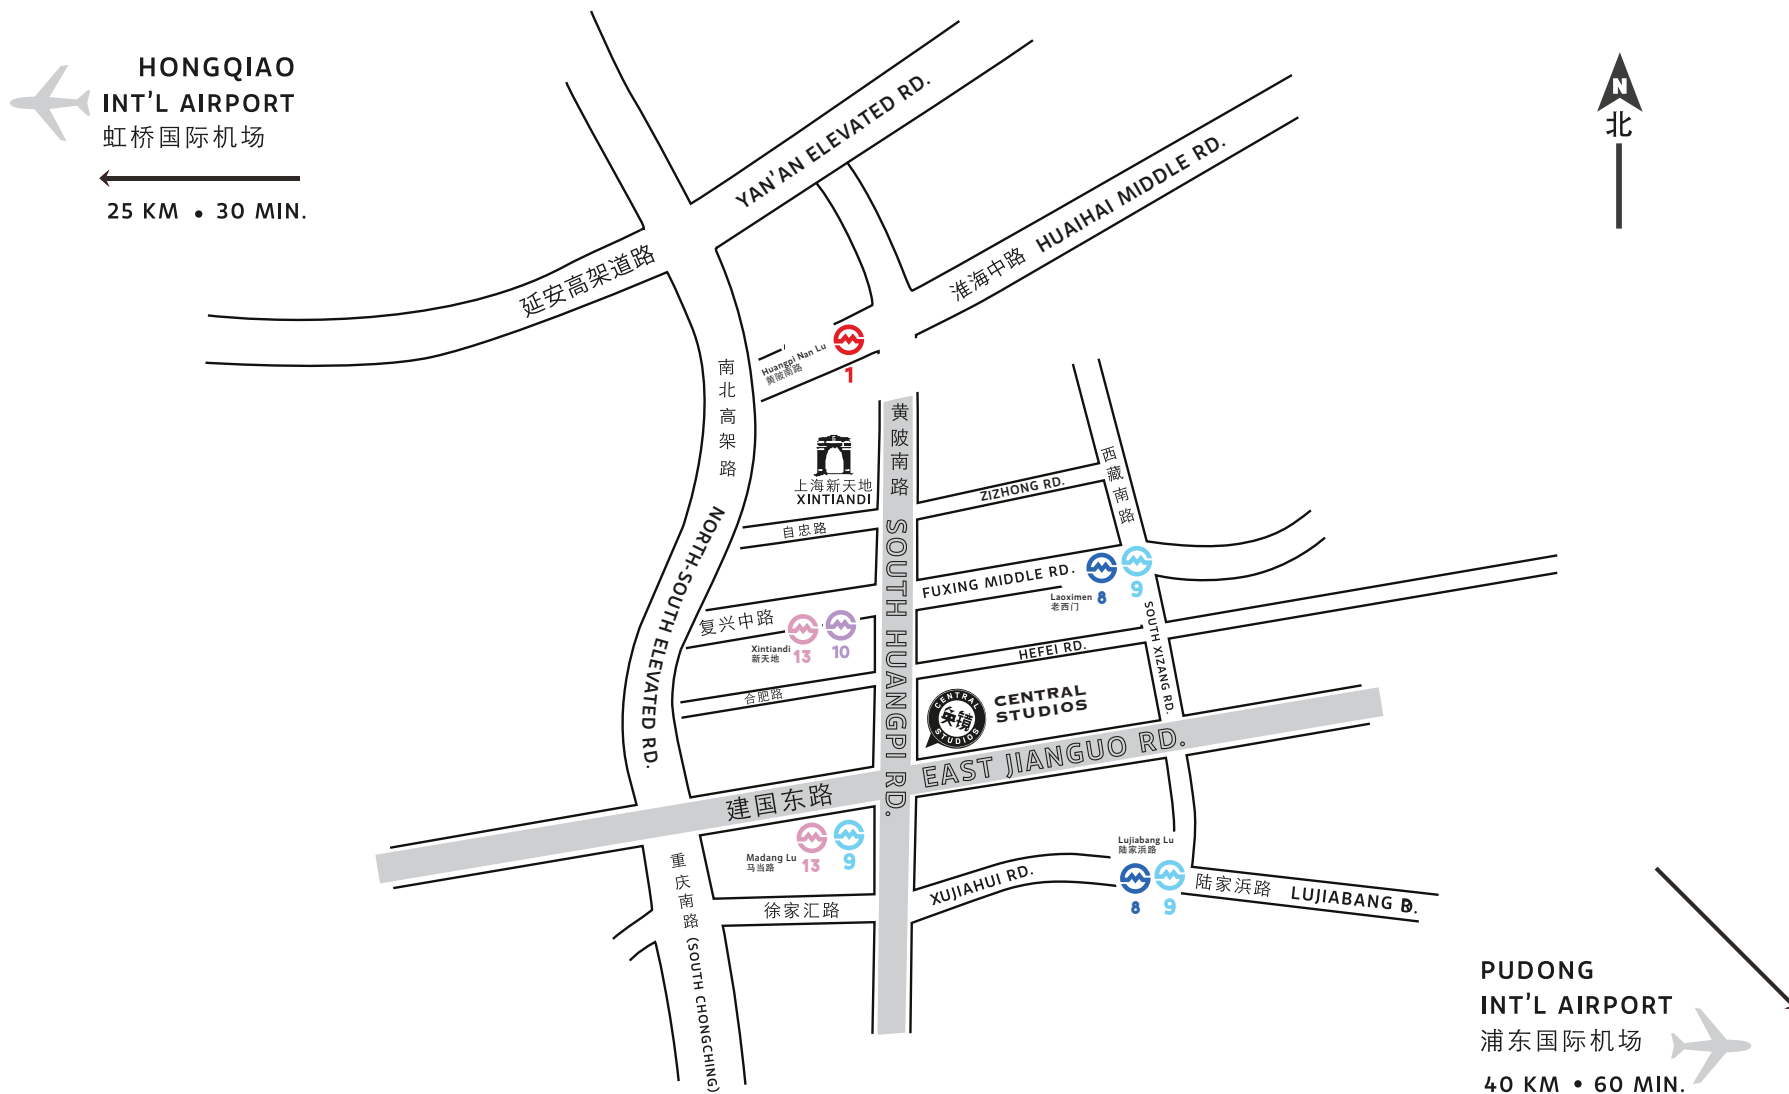 HONGQIAO
INT'L AIRPORT
虹桥国际机场
25 KM • 30 MIN.
N
北
YAN'AN ELEVATED RD.
延安高架道路
淮海中路 HUAIHAI MIDDLE RD.
Huangpi Nan Lu
黄陂南路
1
南北高架路
NORTH-SOUTH ELEVATED RD.
上海新天地
XINTIANDI
黄陂南路 SOUTH HUANGPI RD.
西藏南路
SOUTH XIZANG RD.
自忠路
ZIZHONG RD.
复兴中路
FUXING MIDDLE RD.
Laoximen
老西门
8
9
Xintiandi
新天地
13
10
合肥路
HEFEI RD.
CENTRAL
STUDIOS
CENTRAL
STUDIOS
建国东路
EAST JIANGUO RD.
Madang Lu
马当路
13
9
重庆南路
(SOUTH CHONGCHING)
徐家汇路
XUJIAHUI RD.
Lujiabang Lu
陆家浜路
8
9
陆家浜路 LUJIABANG
PUDONG
INT'L AIRPORT
浦东国际机场
40 KM • 60 MIN.